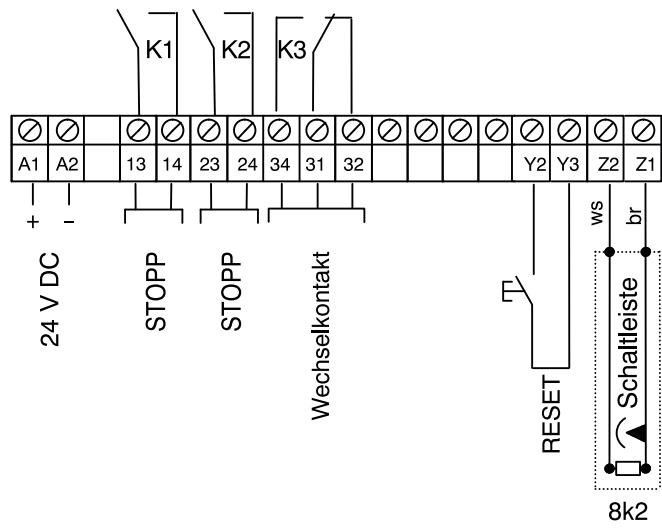 K1 K2 K3
A1 A2 13 14 23 24 34 31 32 Y2 Y3 Z2 Z1
+ –
24 V DC
STOPP
STOPP
Wechselkontakt
RESET
ws
br
Schaltleiste
8k2